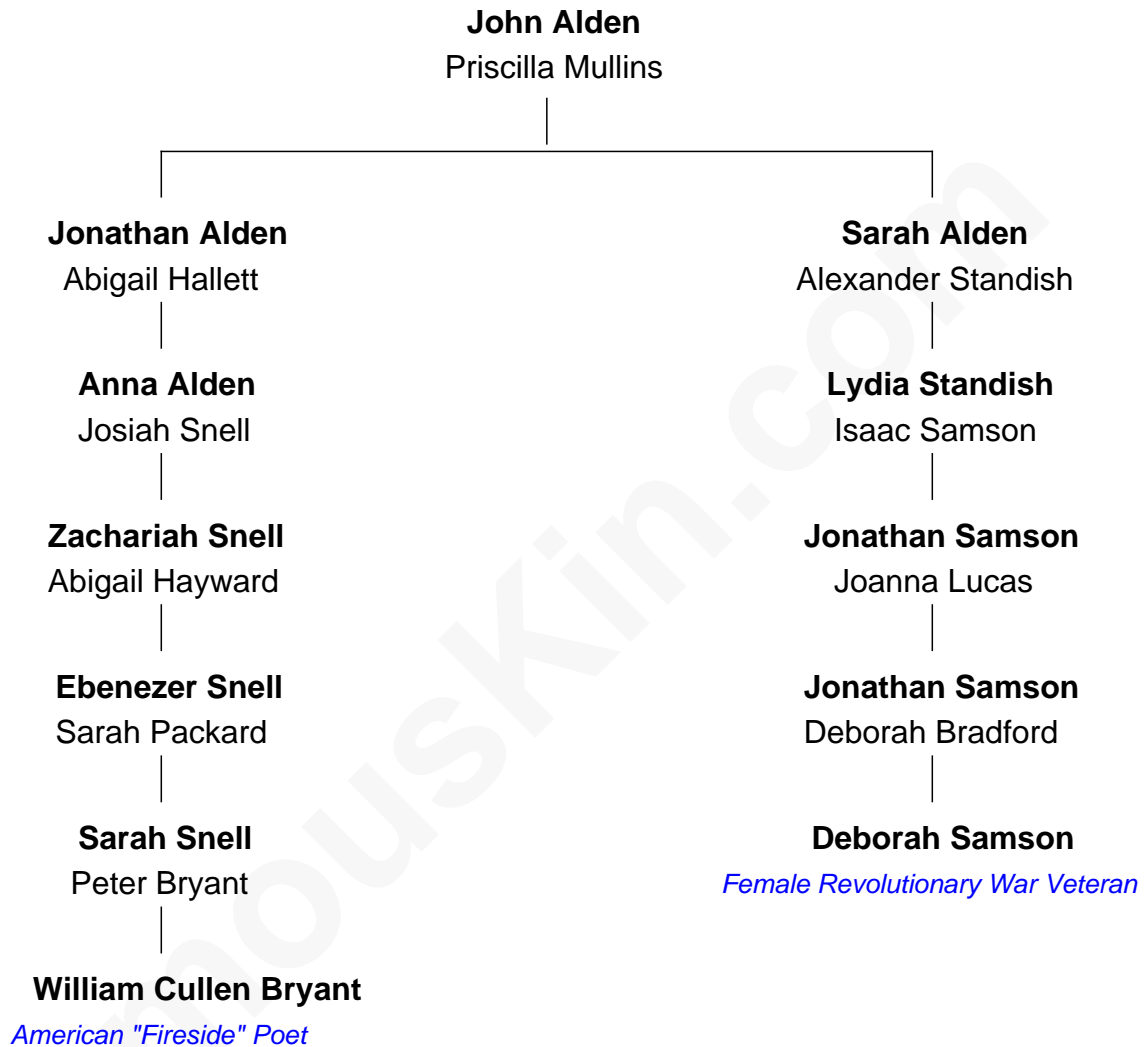 John Alden
Priscilla Mullins
Jonathan Alden
Abigail Hallett
Sarah Alden
Alexander Standish
Anna Alden
Josiah Snell
Lydia Standish
Isaac Samson
Zachariah Snell
Abigail Hayward
Jonathan Samson
Joanna Lucas
Ebenezer Snell
Sarah Packard
Jonathan Samson
Deborah Bradford
Sarah Snell
Peter Bryant
Deborah Samson
Female Revolutionary War Veteran
William Cullen Bryant
American "Fireside" Poet
mousKin.com